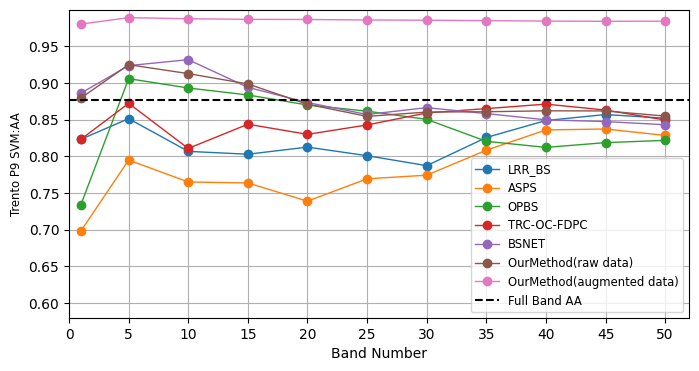 Trento P9 SVM:AA
0.95
0.90
0.85
0.80
0.75
0.70
0.65
0.60
0 5 10 15 20 25 30 35 40 45 50
Band Number
LRR_BS
ASPS
OPBS
TRC-OC-FDPC
BSNET
OurMethod(raw data)
OurMethod(augmented data)
Full Band AA